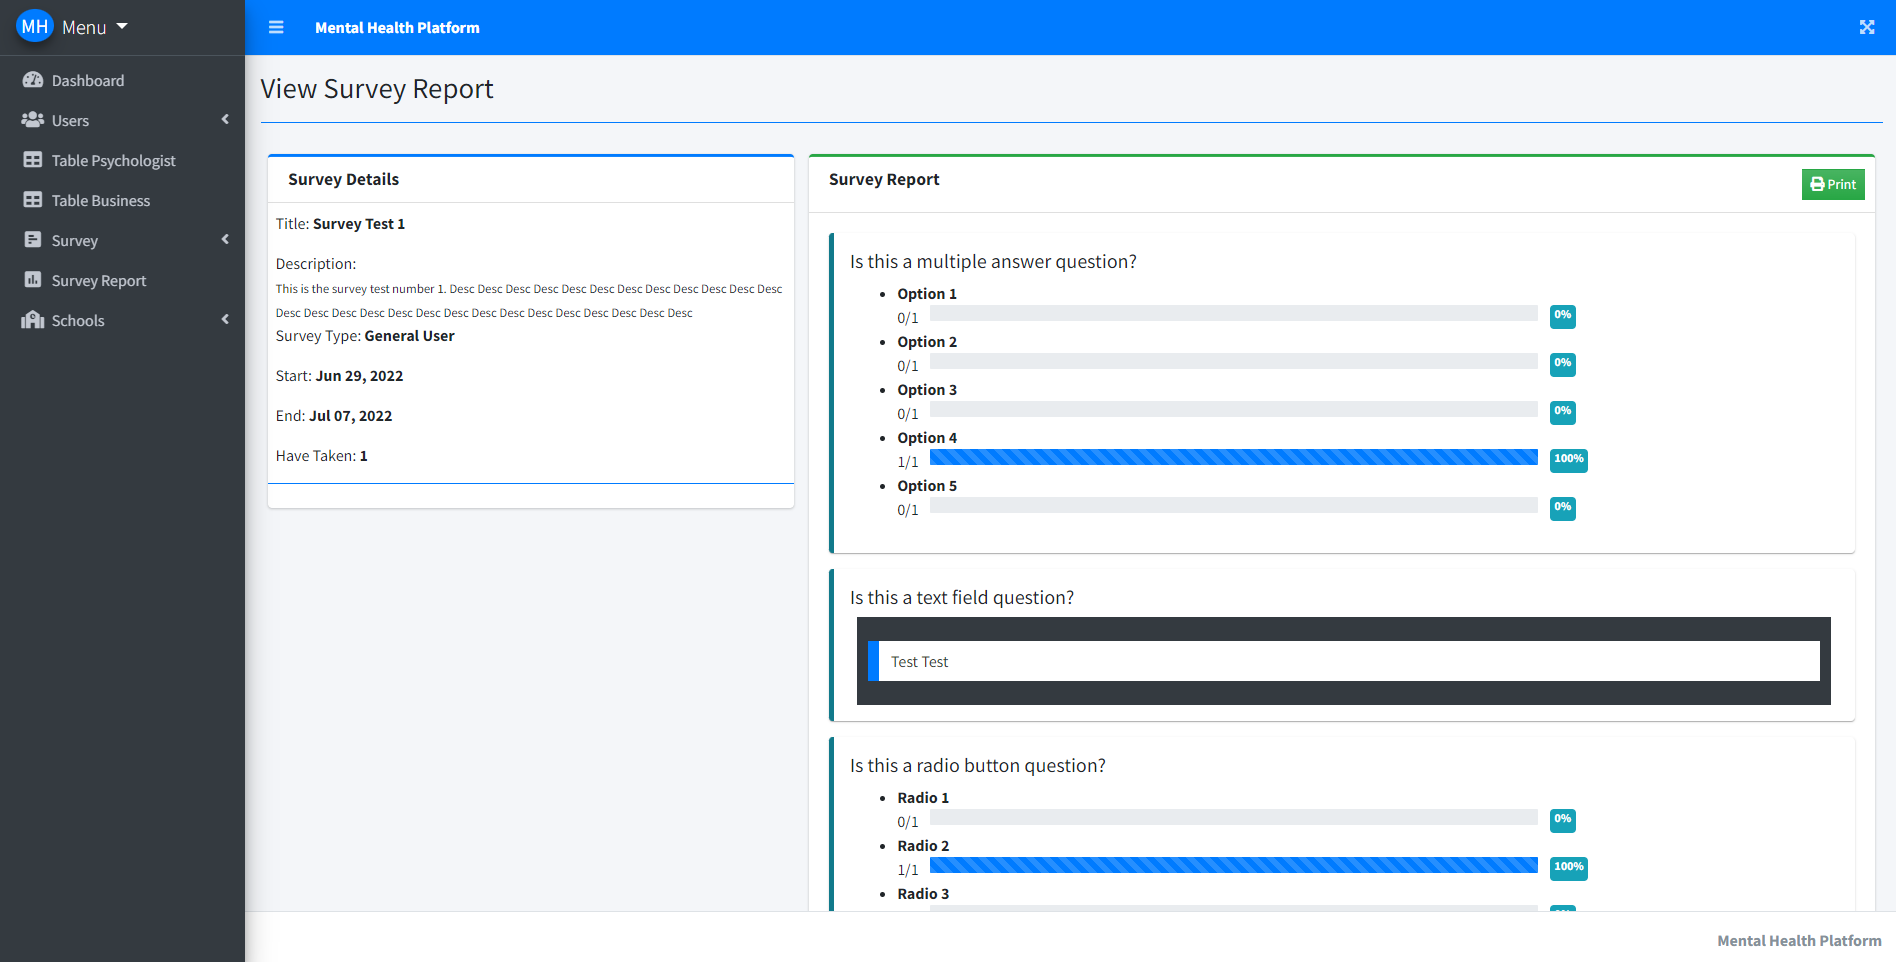 MH Menu
Mental Health Platform
Dashboard
Users
Table Psychologist
Table Business
Survey
Survey Report
Schools
View Survey Report
Survey Details
Title: Survey Test 1
Description:
This is the survey test number 1. Desc Desc Desc Desc Desc Desc Desc Desc Desc Desc Desc Desc
Desc Desc Desc Desc Desc Desc Desc Desc Desc Desc Desc Desc Desc Desc Desc
Survey Type: General User
Start: Jun 29, 2022
End: Jul 07, 2022
Have Taken: 1
Survey Report
Print
Is this a multiple answer question?
Option 1
0/1 0%
Option 2
0/1 0%
Option 3
0/1 0%
Option 4
1/1 100%
Option 5
0/1 0%
Is this a text field question?
Test Test
Is this a radio button question?
Radio 1
0/1 0%
Radio 2
1/1 100%
Radio 3
Mental Health Platform